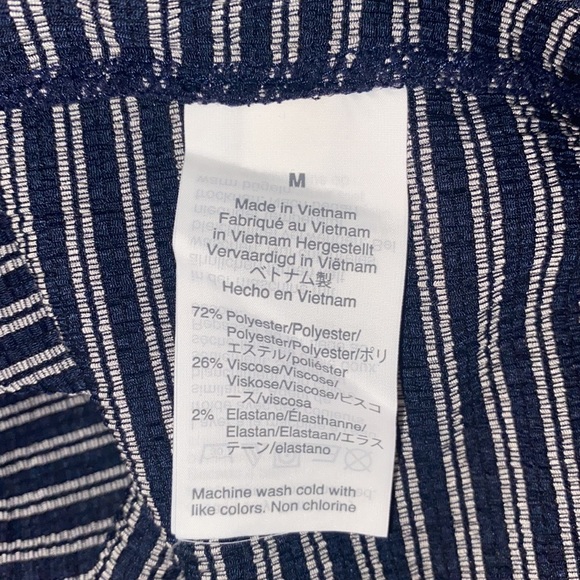 M
Made in Vietnam
Fabriqué au Vietnam
in Vietnam Hergestellt
Vervaardigd in Viëtnam
ベトナム製
Hecho en Vietnam
72% Polyester/Polyester/
Polyester/Polyester/ポリ
エステル/poliéster
26% Viscose/Viscose/
Viskose/Viscose/ビスコ
ース/viscosa
2% Elastane/Élasthanne/
Elastan/Elastaan/エラス
テーン/elastano
Machine wash cold with
like colors. Non chlorine